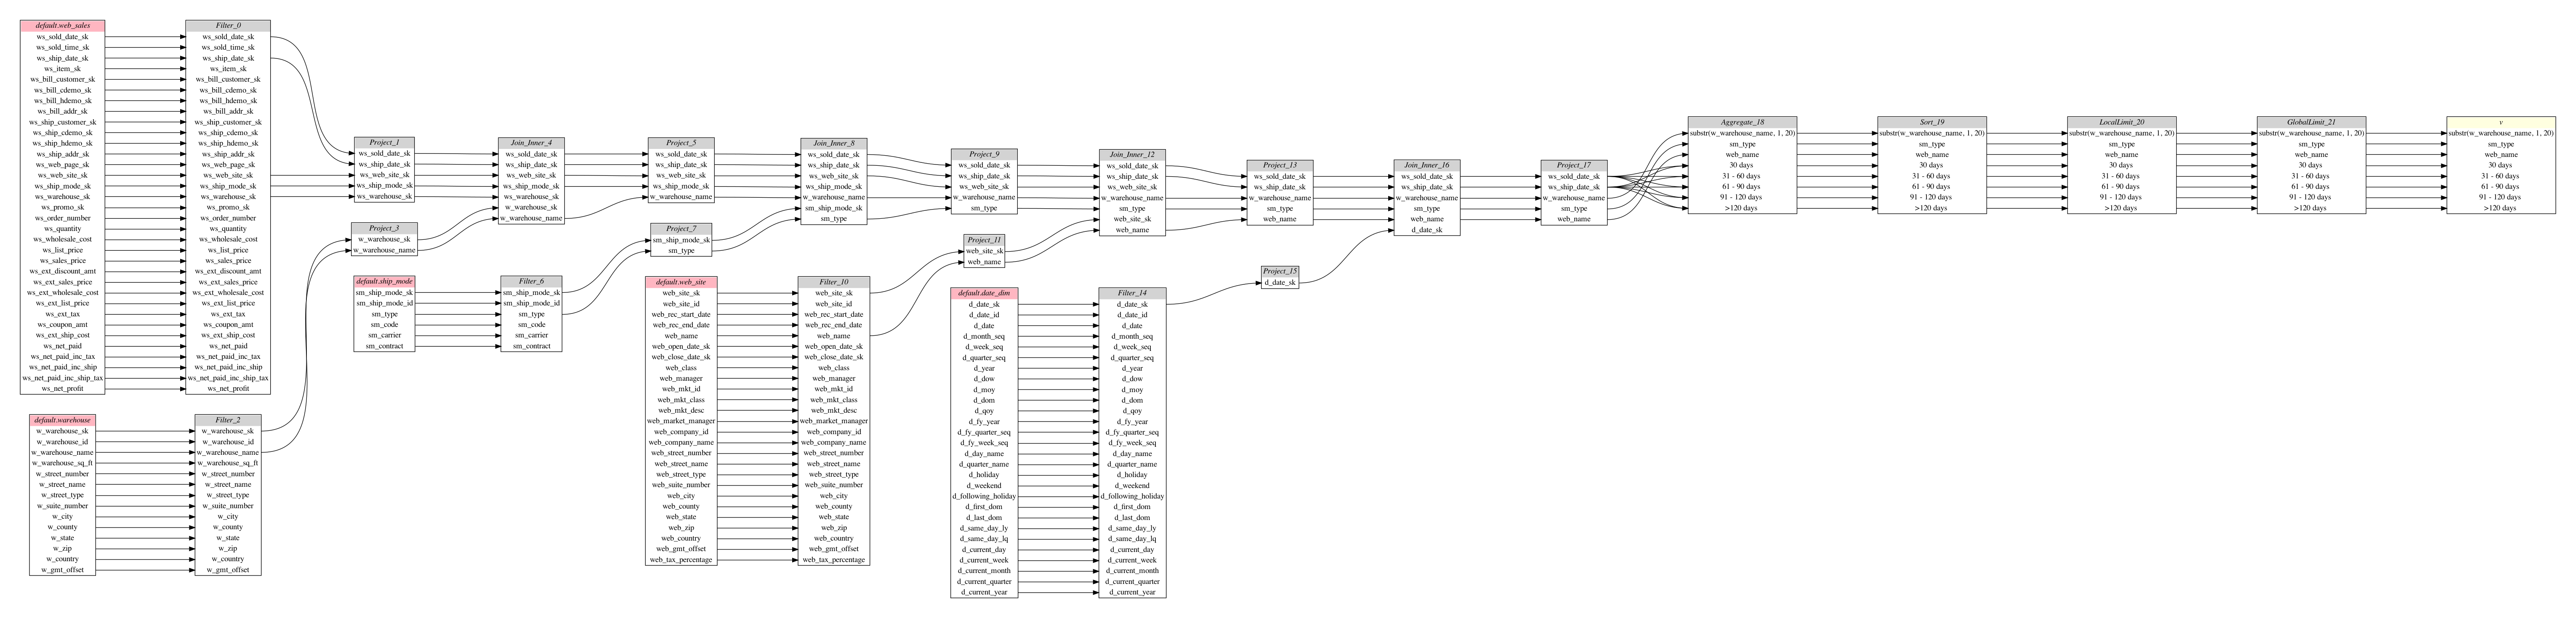 default.web_sales
ws_sold_date_sk
ws_sold_time_sk
ws_ship_date_sk
ws_item_sk
ws_bill_customer_sk
ws_bill_cdemo_sk
ws_bill_hdemo_sk
ws_bill_addr_sk
ws_ship_customer_sk
ws_ship_cdemo_sk
ws_ship_hdemo_sk
ws_ship_addr_sk
ws_web_page_sk
ws_web_site_sk
ws_ship_mode_sk
ws_warehouse_sk
ws_promo_sk
ws_order_number
ws_quantity
ws_wholesale_cost
ws_list_price
ws_sales_price
ws_ext_discount_amt
ws_ext_sales_price
ws_ext_wholesale_cost
ws_ext_list_price
ws_ext_tax
ws_coupon_amt
ws_ext_ship_cost
ws_net_paid
ws_net_paid_inc_tax
ws_net_paid_inc_ship
ws_net_paid_inc_ship_tax
ws_net_profit
Filter_0
ws_sold_date_sk
ws_sold_time_sk
ws_ship_date_sk
ws_item_sk
ws_bill_customer_sk
ws_bill_cdemo_sk
ws_bill_hdemo_sk
ws_bill_addr_sk
ws_ship_customer_sk
ws_ship_cdemo_sk
ws_ship_hdemo_sk
ws_ship_addr_sk
ws_web_page_sk
ws_web_site_sk
ws_ship_mode_sk
ws_warehouse_sk
ws_promo_sk
ws_order_number
ws_quantity
ws_wholesale_cost
ws_list_price
ws_sales_price
ws_ext_discount_amt
ws_ext_sales_price
ws_ext_wholesale_cost
ws_ext_list_price
ws_ext_tax
ws_coupon_amt
ws_ext_ship_cost
ws_net_paid
ws_net_paid_inc_tax
ws_net_paid_inc_ship
ws_net_paid_inc_ship_tax
ws_net_profit
default.warehouse
w_warehouse_sk
w_warehouse_id
w_warehouse_name
w_warehouse_sq_ft
w_street_number
w_street_name
w_street_type
w_suite_number
w_city
w_county
w_state
w_zip
w_country
w_gmt_offset
Filter_2
w_warehouse_sk
w_warehouse_id
w_warehouse_name
w_warehouse_sq_ft
w_street_number
w_street_name
w_street_type
w_suite_number
w_city
w_county
w_state
w_zip
w_country
w_gmt_offset
Project_1
ws_sold_date_sk
ws_ship_date_sk
ws_web_site_sk
ws_ship_mode_sk
ws_warehouse_sk
Project_3
w_warehouse_sk
w_warehouse_name
default.ship_mode
sm_ship_mode_sk
sm_ship_mode_id
sm_type
sm_code
sm_carrier
sm_contract
Join_Inner_4
ws_sold_date_sk
ws_ship_date_sk
ws_web_site_sk
ws_ship_mode_sk
ws_warehouse_sk
w_warehouse_sk
w_warehouse_name
Filter_6
sm_ship_mode_sk
sm_ship_mode_id
sm_type
sm_code
sm_carrier
sm_contract
Project_5
ws_sold_date_sk
ws_ship_date_sk
ws_web_site_sk
ws_ship_mode_sk
w_warehouse_name
Project_7
sm_ship_mode_sk
sm_type
default.web_site
web_site_sk
web_site_id
web_rec_start_date
web_rec_end_date
web_name
web_open_date_sk
web_close_date_sk
web_class
web_manager
web_mkt_id
web_mkt_class
web_mkt_desc
web_market_manager
web_company_id
web_company_name
web_street_number
web_street_name
web_street_type
web_suite_number
web_city
web_county
web_state
web_zip
web_country
web_gmt_offset
web_tax_percentage
Join_Inner_8
ws_sold_date_sk
ws_ship_date_sk
ws_web_site_sk
ws_ship_mode_sk
w_warehouse_name
sm_ship_mode_sk
sm_type
Filter_10
web_site_sk
web_site_id
web_rec_start_date
web_rec_end_date
web_name
web_open_date_sk
web_close_date_sk
web_class
web_manager
web_mkt_id
web_mkt_class
web_mkt_desc
web_market_manager
web_company_id
web_company_name
web_street_number
web_street_name
web_street_type
web_suite_number
web_city
web_county
web_state
web_zip
web_country
web_gmt_offset
web_tax_percentage
Project_9
ws_sold_date_sk
ws_ship_date_sk
ws_web_site_sk
w_warehouse_name
sm_type
Project_11
web_site_sk
web_name
default.date_dim
d_date_sk
d_date_id
d_date
d_month_seq
d_week_seq
d_quarter_seq
d_year
d_dow
d_moy
d_dom
d_qoy
d_fy_year
d_fy_quarter_seq
d_fy_week_seq
d_day_name
d_quarter_name
d_holiday
d_weekend
d_following_holiday
d_first_dom
d_last_dom
d_same_day_ly
d_same_day_lq
d_current_day
d_current_week
d_current_month
d_current_quarter
d_current_year
Join_Inner_12
ws_sold_date_sk
ws_ship_date_sk
ws_web_site_sk
w_warehouse_name
sm_type
web_site_sk
web_name
Filter_14
d_date_sk
d_date_id
d_date
d_month_seq
d_week_seq
d_quarter_seq
d_year
d_dow
d_moy
d_dom
d_qoy
d_fy_year
d_fy_quarter_seq
d_fy_week_seq
d_day_name
d_quarter_name
d_holiday
d_weekend
d_following_holiday
d_first_dom
d_last_dom
d_same_day_ly
d_same_day_lq
d_current_day
d_current_week
d_current_month
d_current_quarter
d_current_year
Project_13
ws_sold_date_sk
ws_ship_date_sk
w_warehouse_name
sm_type
web_name
Project_15
d_date_sk
Join_Inner_16
ws_sold_date_sk
ws_ship_date_sk
w_warehouse_name
sm_type
web_name
d_date_sk
Project_17
ws_sold_date_sk
ws_ship_date_sk
w_warehouse_name
sm_type
web_name
Aggregate_18
substr(w_warehouse_name, 1, 20)
sm_type
web_name
30 days
31 - 60 days
61 - 90 days
91 - 120 days
>120 days
Sort_19
substr(w_warehouse_name, 1, 20)
sm_type
web_name
30 days
31 - 60 days
61 - 90 days
91 - 120 days
>120 days
LocalLimit_20
substr(w_warehouse_name, 1, 20)
sm_type
web_name
30 days
31 - 60 days
61 - 90 days
91 - 120 days
>120 days
GlobalLimit_21
substr(w_warehouse_name, 1, 20)
sm_type
web_name
30 days
31 - 60 days
61 - 90 days
91 - 120 days
>120 days
v
substr(w_warehouse_name, 1, 20)
sm_type
web_name
30 days
31 - 60 days
61 - 90 days
91 - 120 days
>120 days